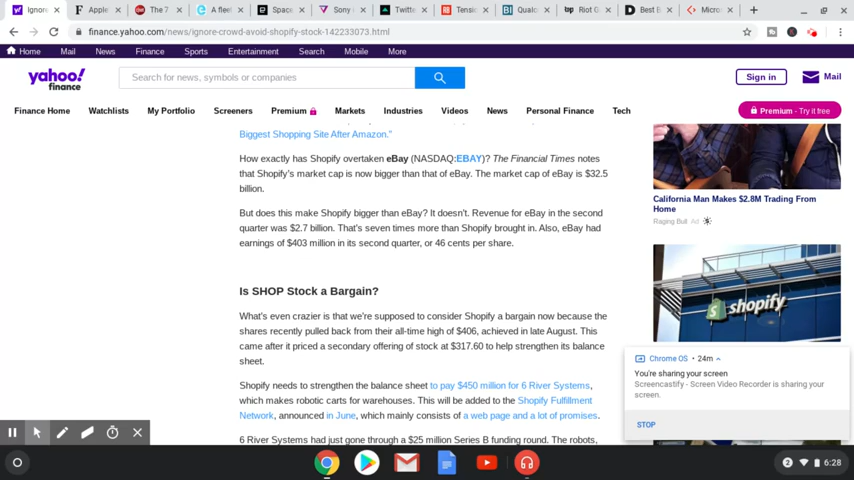 Ignore
Apple
The 7
A flee
Space
Sony
Twitte
Tensi
Qualc
Riot G
Best B
Micro
finance.yahoo.com/news/ignore-crowd-avoid-shopify-stock-142233073.html
Home Mail News Finance Sports Entertainment Search Mobile More
yahoo!
finance
Search for news, symbols or companies
Sign in
Mail
Finance Home Watchlists My Portfolio Screeners Premium Markets Industries Videos News Personal Finance Tech
Premium - Try it free
Biggest Shopping Site After Amazon.”
How exactly has Shopify overtaken eBay (NASDAQ:EBAY)? The Financial Times notes
that Shopify’s market cap is now bigger than that of eBay. The market cap of eBay is $32.5
billion.
But does this make Shopify bigger than eBay? It doesn’t. Revenue for eBay in the second
quarter was $2.7 billion. That’s seven times more than Shopify brought in. Also, eBay had
earnings of $403 million in its second quarter, or 46 cents per share.
Is SHOP Stock a Bargain?
What’s even crazier is that we’re supposed to consider Shopify a bargain now because the
shares recently pulled back from their all-time high of $406, achieved in late August. This
came after it priced a secondary offering of stock at $317.60 to help strengthen its balance
sheet.
Shopify needs to strengthen the balance sheet to pay $450 million for 6 River Systems,
which makes robotic carts for warehouses. This will be added to the Shopify Fulfillment
Network, announced in June, which mainly consists of a web page and a lot of promises.
6 River Systems had just gone through a $25 million Series B funding round. The robots,
California Man Makes $2.8M Trading From
Home
Raging Bull Ad
shopify
Chrome OS • 24m
You're sharing your screen
Screencastify - Screen Video Recorder is sharing your
screen.
STOP
2
6:28